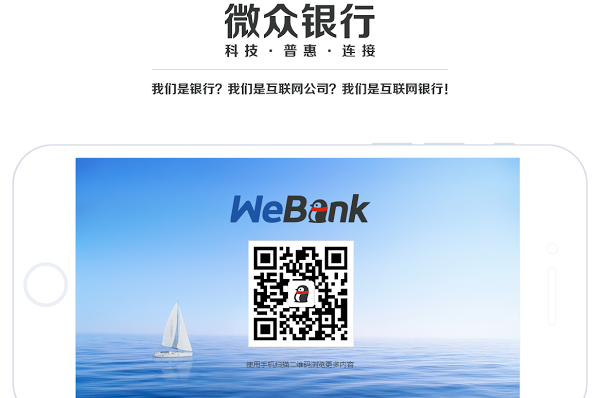 微众银行
科技·普惠·连接
我们是银行？我们是互联网公司？我们是互联网银行！
WeBank
使用手机扫描二维码浏览更多内容